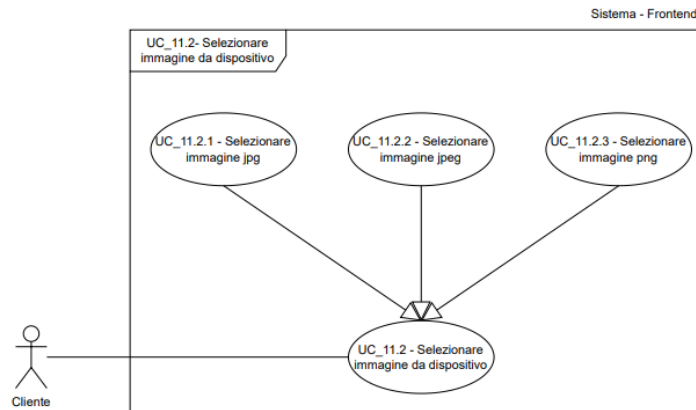 Sistema - Frontend
UC_11.2- Selezionare
immagine da dispositivo
UC_11.2.1 - Selezionare
immagine jpg
UC_11.2.2 - Selezionare
immagine jpeg
UC_11.2.3 - Selezionare
immagine png
UC_11.2 - Selezionare
immagine da dispositivo
Cliente